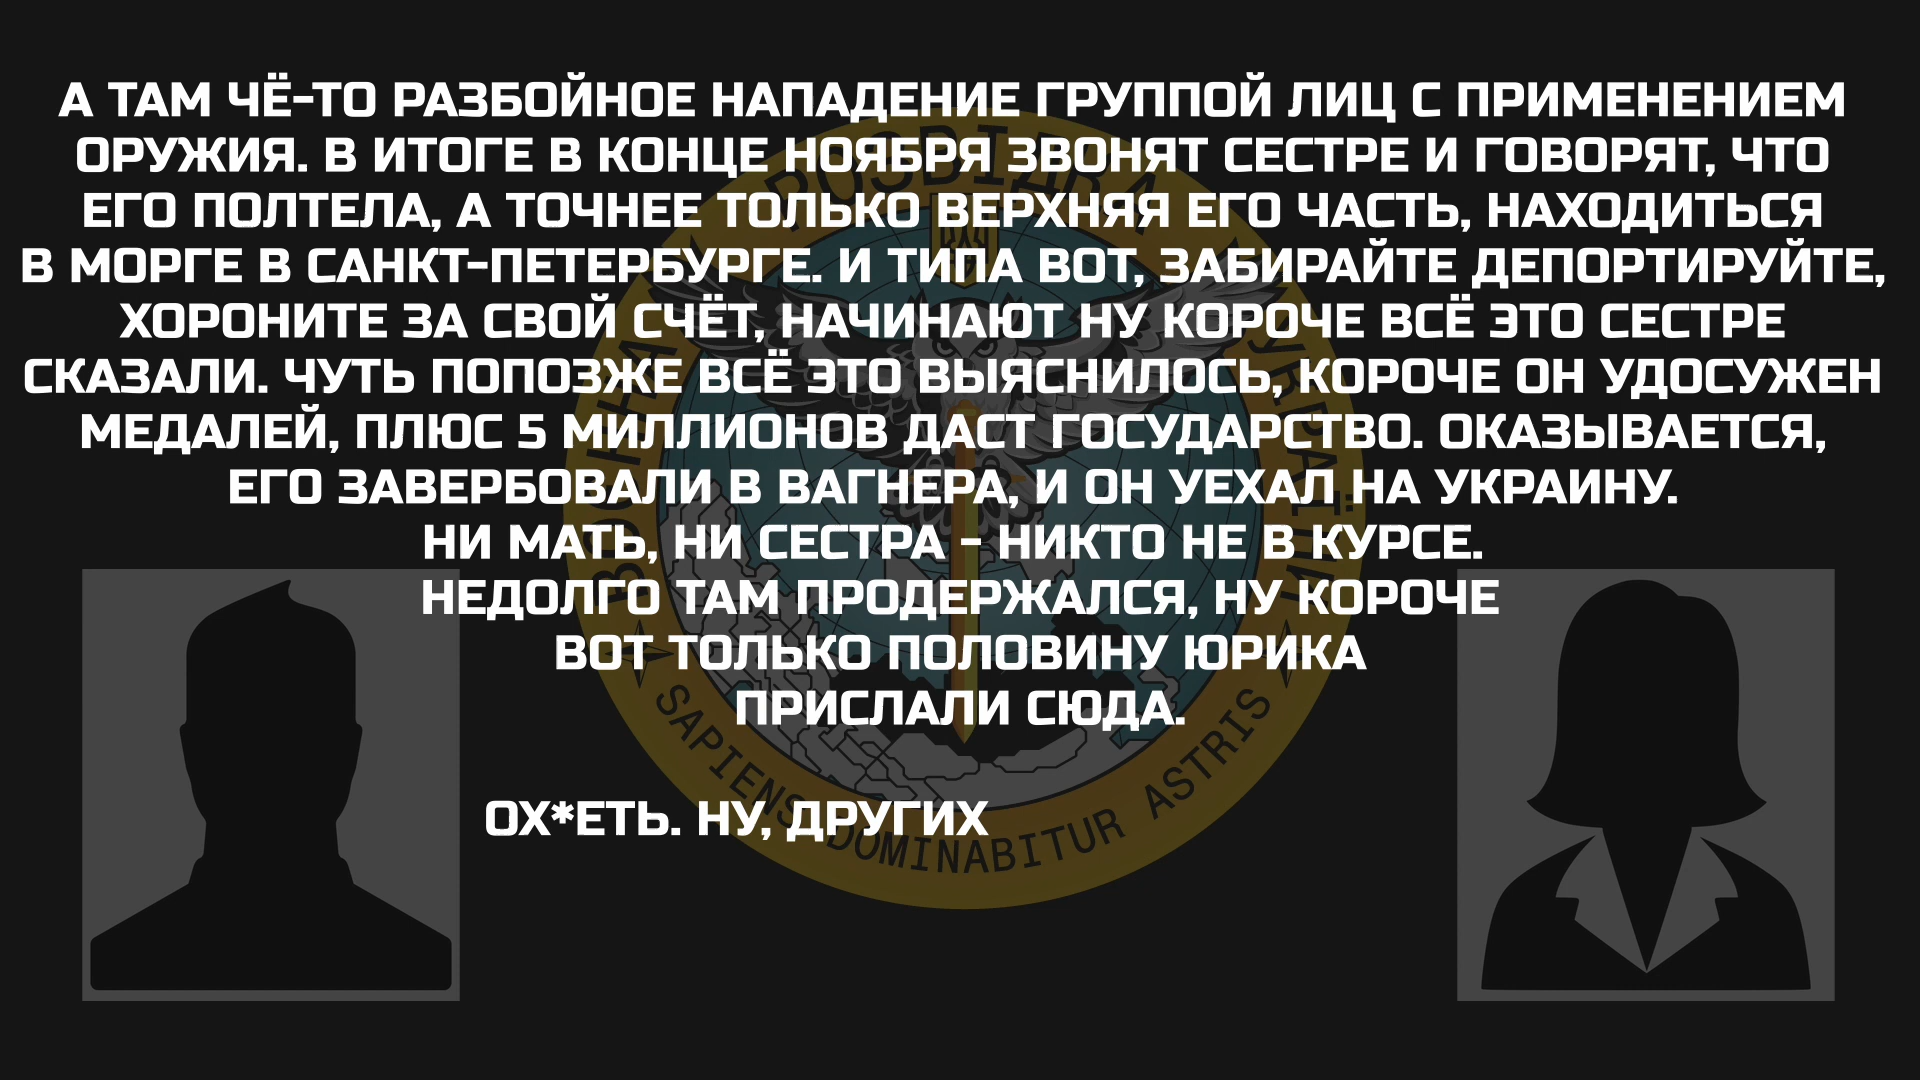 А ТАМ ЧЁ-ТО РАЗБОЙНОЕ НАПАДЕНИЕ ГРУППОЙ ЛИЦ С ПРИМЕНЕНИЕМ
ОРУЖИЯ. В ИТОГЕ В КОНЦЕ НОЯБРЯ ЗВОНЯТ СЕСТРЕ И ГОВОРЯТ, ЧТО
ЕГО ПОЛТЕЛА, А ТОЧНЕЕ ТОЛЬКО ВЕРХНЯЯ ЕГО ЧАСТЬ, НАХОДИТЬСЯ
В МОРГЕ В САНКТ-ПЕТЕРБУРГЕ. И ТИПА ВОТ, ЗАБИРАЙТЕ ДЕПОРТИРУЙТЕ,
ХОРОНИТЕ ЗА СВОЙ СЧЁТ, НАЧИНАЮТ НУ КОРОЧЕ ВСЁ ЭТО СЕСТРЕ
СКАЗАЛИ. ЧУТЬ ПОПОЗЖЕ ВСЁ ЭТО ВЫЯСНИЛОСЬ, КОРОЧЕ ОН УДОСУЖЕН
МЕДАЛЕЙ, ПЛЮС 5 МИЛЛИОНОВ ДАСТ ГОСУДАРСТВО. ОКАЗЫВАЕТСЯ,
ЕГО ЗАВЕРБОВАЛИ В ВАГНЕРА, И ОН УЕХАЛ НА УКРАИНУ.
НИ МАТЬ, НИ СЕСТРА - НИКТО НЕ В КУРСЕ.
НЕДОЛГО ТАМ ПРОДЕРЖАЛСЯ, НУ КОРОЧЕ
ВОТ ТОЛЬКО ПОЛОВИНУ ЮРИКА
ПРИСЛАЛИ СЮДА.
ОХ*ЕТЬ. НУ, ДРУГИХ
ВОЄННА РОЗВІДКА УКРАЇНИ
SAPIENS DOMINABITUR ASTRIS